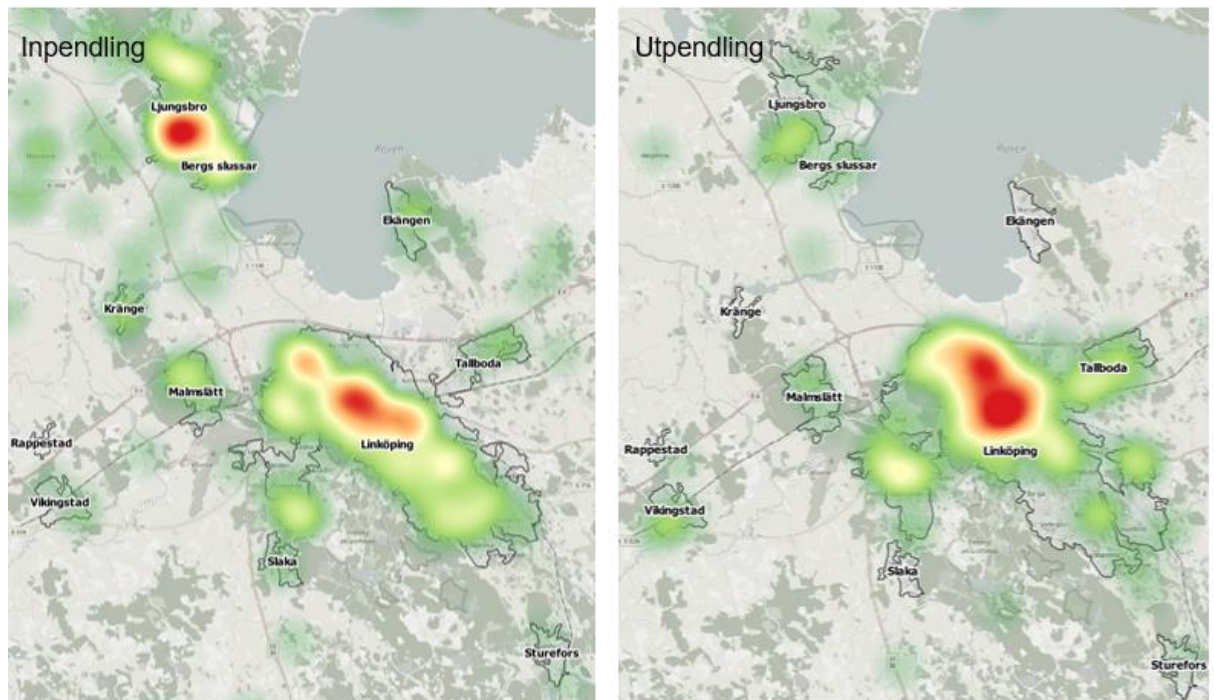 Inpendling
Ljungsbro
Bergs slussar
Ekängen
Kränge
Tallboda
Malmslätt
Rappestad
Linköping
Vikingstad
Slaka
Sturefors
Utpendling
Ljungsbro
Bergs slussar
Ekängen
Kränge
Tallboda
Malmslätt
Rappestad
Linköping
Vikingstad
Slaka
Sturefors